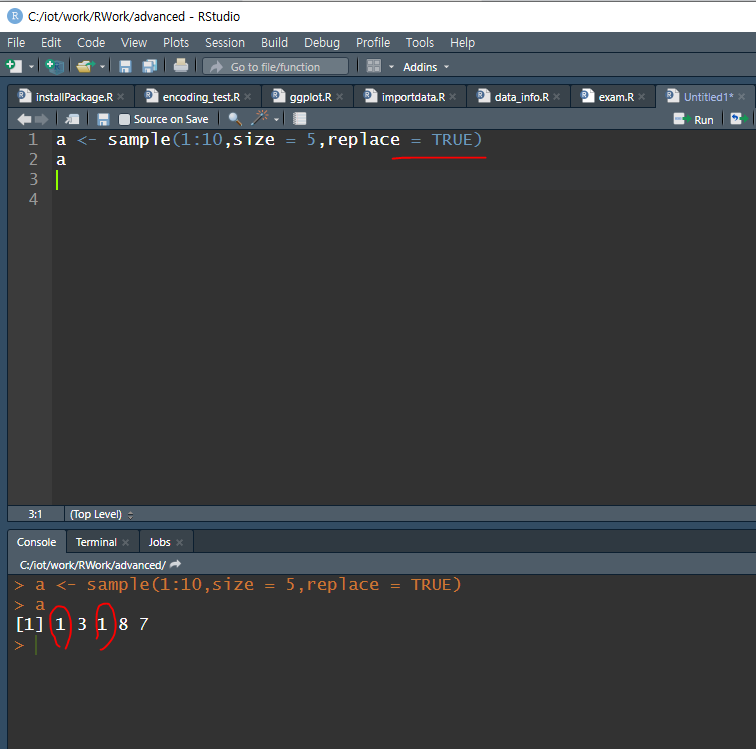 C:/iot/work/RWork/advanced - RStudio
File Edit Code View Plots Session Build Debug Profile Tools Help
Go to file/function Addins
installPackage.R encoding_test.R ggplot.R importdata.R data_info.R exam.R Untitled1*
Source on Save Run
1 a <- sample(1:10,size = 5,replace = TRUE)
2 a
3
4
3:1 (Top Level)
Console Terminal Jobs
C:/iot/work/RWork/advanced/
> a <- sample(1:10,size = 5,replace = TRUE)
> a
[1] 1 3 1 8 7
>